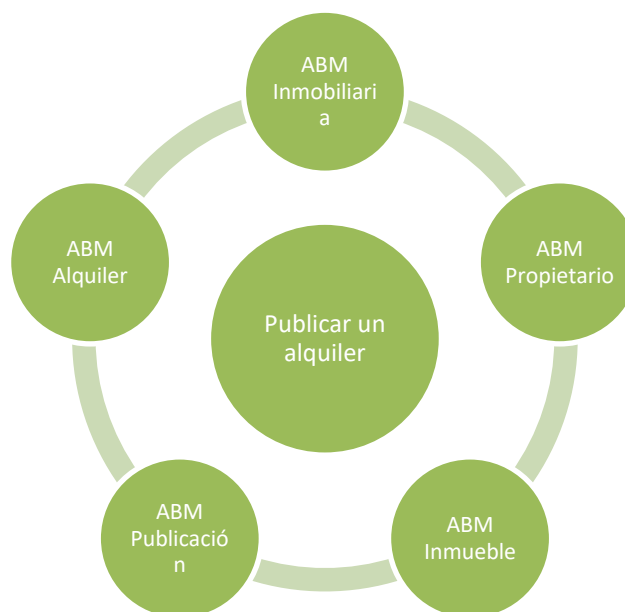 ABM
Inmobiliari
a
ABM
Alquiler
ABM
Propietario
Publicar un
alquiler
ABM
Publicació
n
ABM
Inmueble